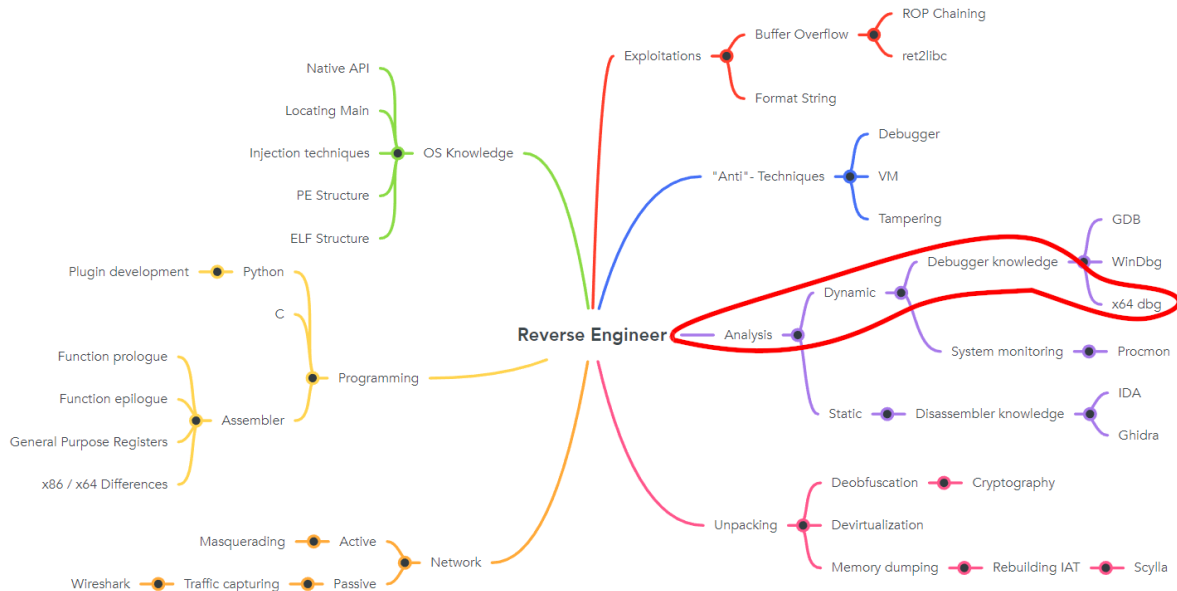 ROP Chaining
Buffer Overflow
Exploitations
ret2libc
Native API
Format String
Locating Main
Debugger
Injection techniques
OS Knowledge
"Anti"- Techniques
VM
PE Structure
Tampering
GDB
ELF Structure
Debugger knowledge
WinDbg
Plugin development
Python
Dynamic
x64 dbg
C
Reverse Engineer
Analysis
Function prologue
System monitoring
Procmon
Programming
Function epilogue
IDA
Assembler
Static
Disassembler knowledge
General Purpose Registers
Ghidra
x86 / x64 Differences
Deobfuscation
Cryptography
Unpacking
Devirtualization
Masquerading
Active
Network
Memory dumping
Rebuilding IAT
Scylla
Wireshark
Traffic capturing
Passive